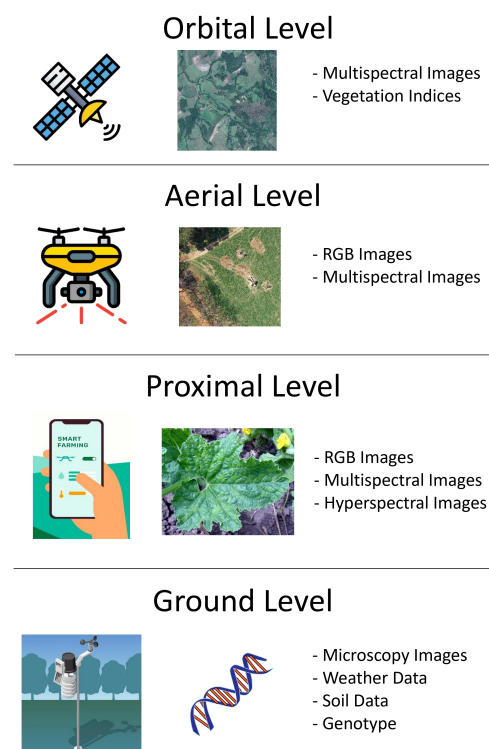 Orbital Level
- Multispectral Images
- Vegetation Indices
Aerial Level
- RGB Images
- Multispectral Images
Proximal Level
SMART
FARMING
- RGB Images
- Multispectral Images
- Hyperspectral Images
Ground Level
- Microscopy Images
- Weather Data
- Soil Data
- Genotype